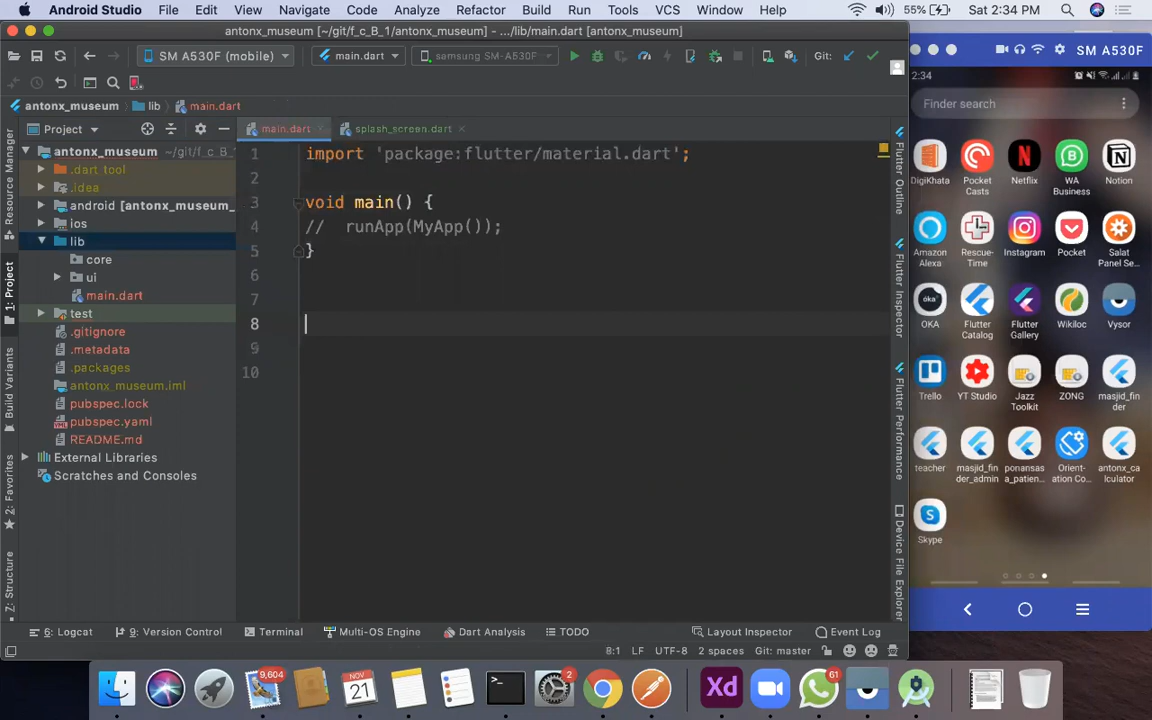 Android Studio File Edit View Navigate Code Analyze Refactor Build Run Tools VCS Window Help 55% Sat 2:34 PM
antonx_museum [~/git/f_c_B_1/antonx_museum] - .../lib/main.dart [antonx_museum]
SM A530F (mobile) main.dart samsung SM-A530F Git:
antonx_museum lib main.dart
Project main.dart splash_screen.dart
antonx_museum ~/git/f_c_B_
.dart_tool
.idea
android [antonx_museum_
ios
lib
core
ui
main.dart
test
.gitignore
.metadata
.packages
antonx_museum.iml
pubspec.lock
pubspec.yaml
README.md
External Libraries
Scratches and Consoles
Resource Manager
1: Project
Build Variants
2: Favorites
Z: Structure
1 import 'package:flutter/material.dart';
2
3 void main() {
4 // runApp(MyApp());
5 }
6
7
8
9
10
Flutter Outline
Flutter Inspector
Flutter Performance
Device File Explorer
6: Logcat 9: Version Control Terminal Multi-OS Engine Dart Analysis TODO Layout Inspector Event Log
8:1 LF UTF-8 2 spaces Git: master
SM A530F
2:34
Finder search
DigiKhata Pocket Casts Netflix WA Business Notion
Amazon Alexa Rescue-Time Instagram Pocket Salat Panel Se...
OKA Flutter Catalog Flutter Gallery Wikiloc Vysor
Trello YT Studio Jazz Toolkit ZONG masjid_finder
teacher masjid_finder_admin ponansasa_patien... Orient-ation Co... antonx_calculator
Skype
9,604 NOV 21 2 Xd 61